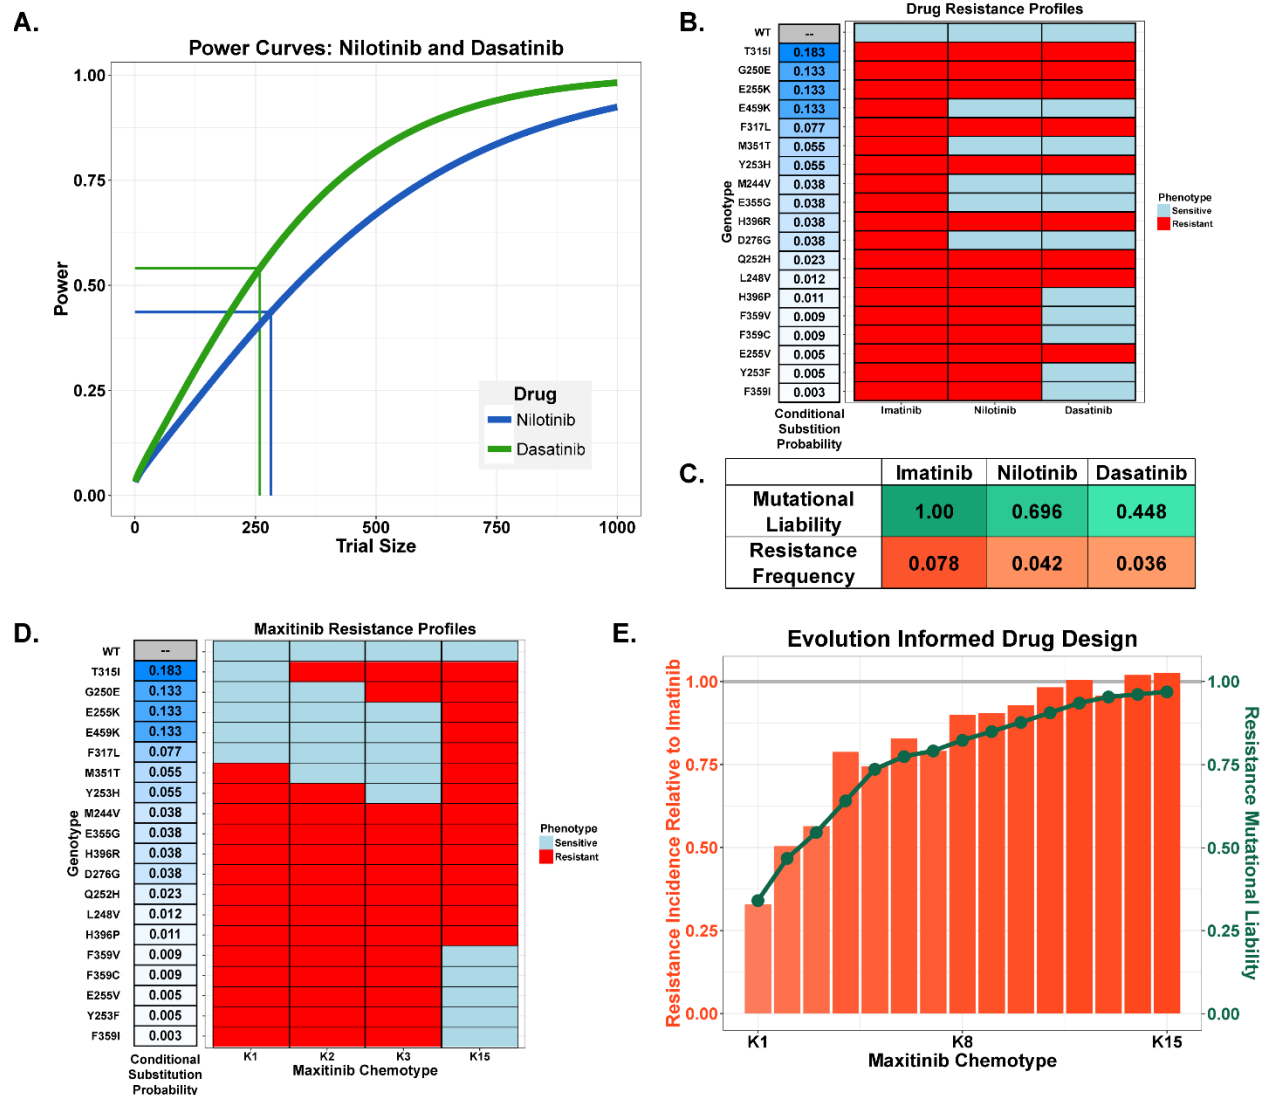 A.
Power Curves: Nilotinib and Dasatinib
1.00
0.75
0.50
0.25
0.00
Power
0
250
500
750
1000
Trial Size
Drug
Nilotinib
Dasatinib
B.
Drug Resistance Profiles
WT --
T315I 0.183
G250E 0.133
E255K 0.133
E459K 0.133
F317L 0.077
M351T 0.055
Y253H 0.055
M244V 0.038
E355G 0.038
H396R 0.038
D276G 0.038
Q252H 0.023
L248V 0.012
H396P 0.011
F359V 0.009
F359C 0.009
E255V 0.005
Y253F 0.005
F359I 0.003
Genotype
Conditional
Substition
Probability
Imatinib
Nilotinib
Dasatinib
Phenotype
Sensitive
Resistant
C.
Imatinib Nilotinib Dasatinib
Mutational
Liability
1.00 0.696 0.448
Resistance
Frequency
0.078 0.042 0.036
D.
Maxitinib Resistance Profiles
WT --
T315I 0.183
G250E 0.133
E255K 0.133
E459K 0.133
F317L 0.077
M351T 0.055
Y253H 0.055
M244V 0.038
E355G 0.038
H396R 0.038
D276G 0.038
Q252H 0.023
L248V 0.012
H396P 0.011
F359V 0.009
F359C 0.009
E255V 0.005
Y253F 0.005
F359I 0.003
Genotype
Conditional
Substitution
Probability
K1
K2
K3
K15
Maxitinib Chemotype
Phenotype
Sensitive
Resistant
E.
Evolution Informed Drug Design
Resistance Incidence Relative to Imatinib
1.00
0.75
0.50
0.25
0.00
1.00
0.75
0.50
0.25
0.00
Resistance Mutational Liability
K1
K8
K15
Maxitinib Chemotype